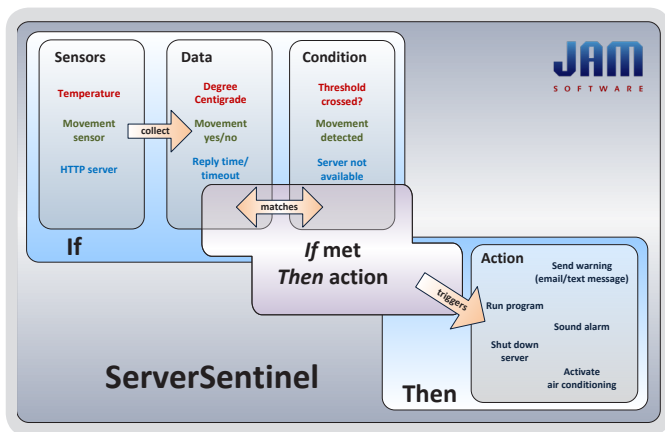 Sensors
Temperature
Movement
sensor
HTTP server
collect
Data
Degree
Centigrade
Movement
yes/no
Reply time/
timeout
Condition
Threshold
crossed?
Movement
detected
Server not
available
JAM
SOFTWARE
matches
If
If met
Then action
triggers
Action
Send warning
(email/text message)
Run program
Sound alarm
Shut down
server
Activate
air conditioning
ServerSentinel
Then